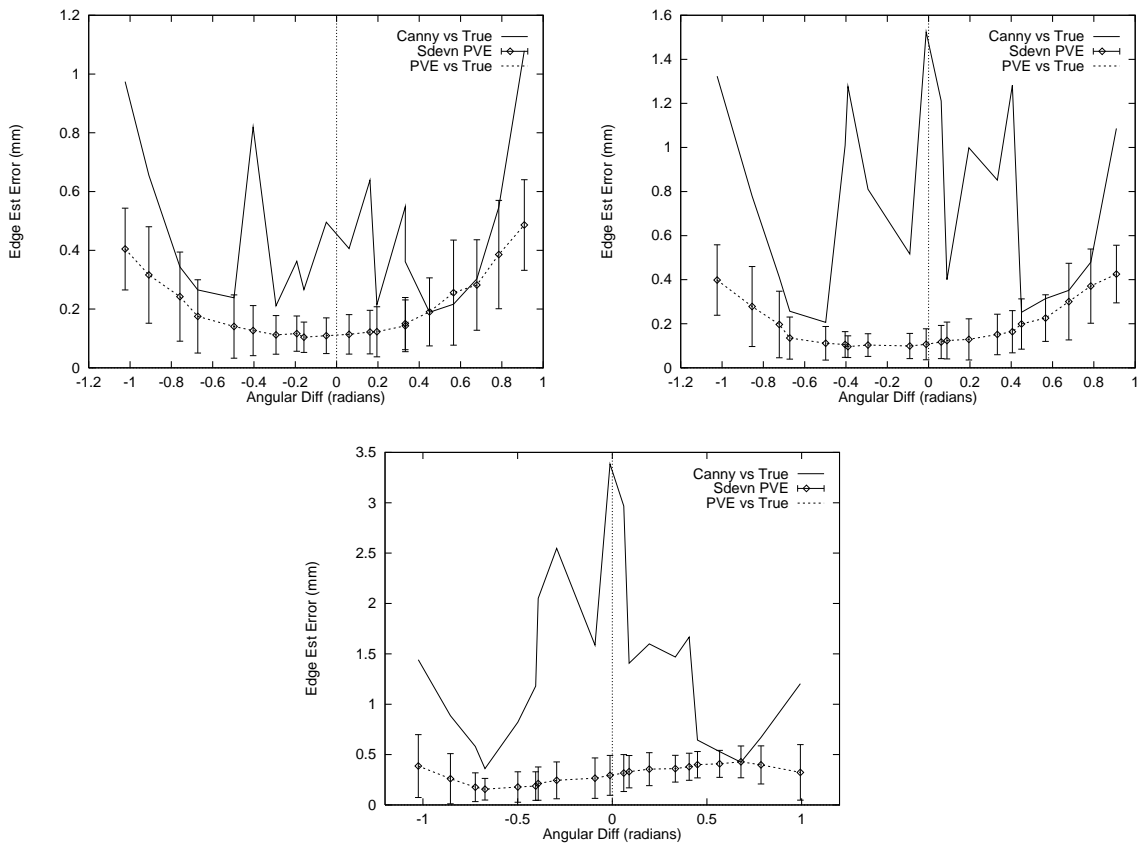 1.2
1
0.8
0.6
0.4
0.2
0
-1.2 -1 -0.8 -0.6 -0.4 -0.2 0 0.2 0.4 0.6 0.8 1
Edge Est Error (mm)
Angular Diff (radians)
Canny vs True
Sdevn PVE
PVE vs True
1.6
1.4
1.2
1
0.8
0.6
0.4
0.2
0
-1.2 -1 -0.8 -0.6 -0.4 -0.2 0 0.2 0.4 0.6 0.8 1
Edge Est Error (mm)
Angular Diff (radians)
Canny vs True
Sdevn PVE
PVE vs True
3.5
3
2.5
2
1.5
1
0.5
0
-1 -0.5 0 0.5 1
Edge Est Error (mm)
Angular Diff (radians)
Canny vs True
Sdevn PVE
PVE vs True